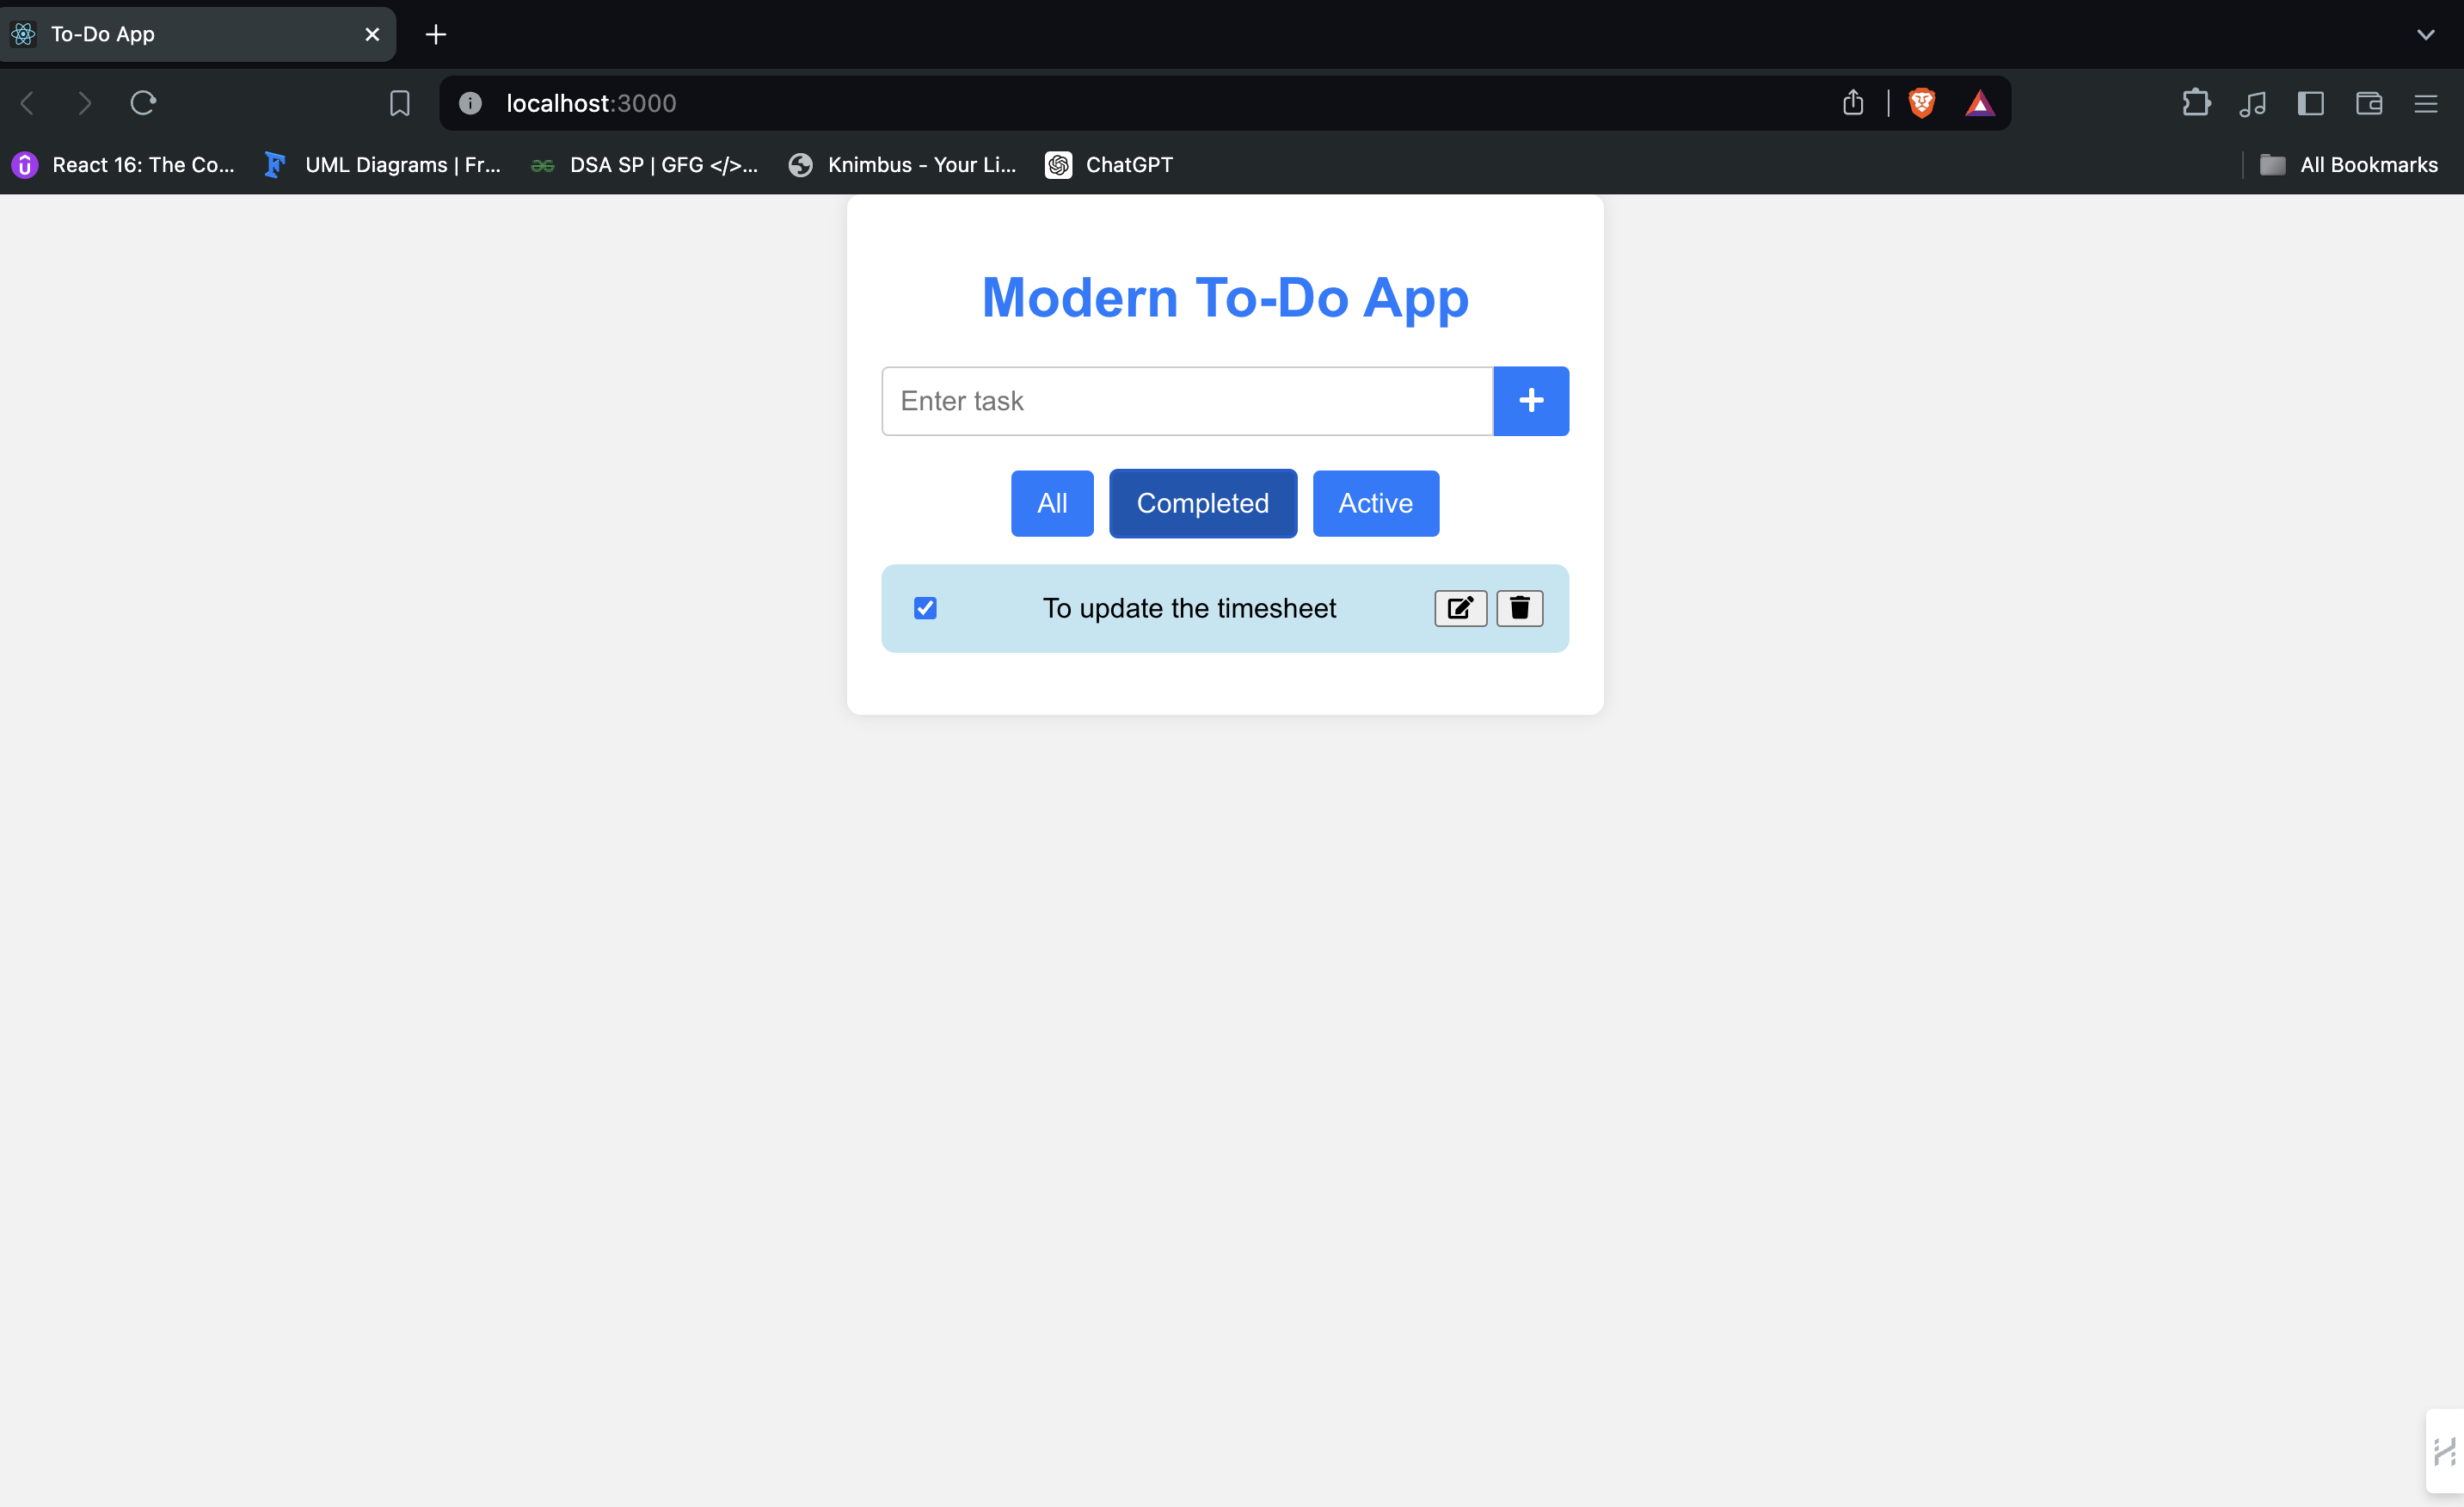 To-Do App
localhost:3000
React 16: The Co... UML Diagrams | Fr... DSA SP | GFG </>... Knimbus - Your Li... ChatGPT All Bookmarks
Modern To-Do App
Enter task
All Completed Active
To update the timesheet